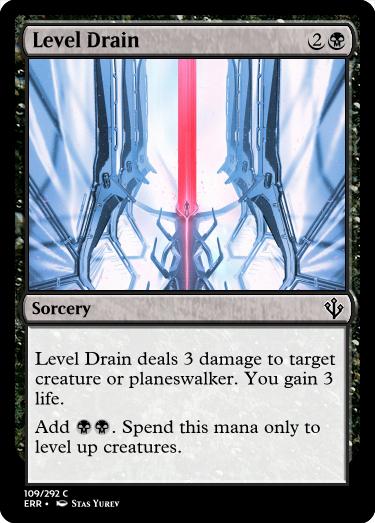 Level Drain 2
Sorcery
Level Drain deals 3 damage to target
creature or planeswalker. You gain 3
life.
Add . Spend this mana only to
level up creatures.
109/292 C
ERR • Stas Yurev